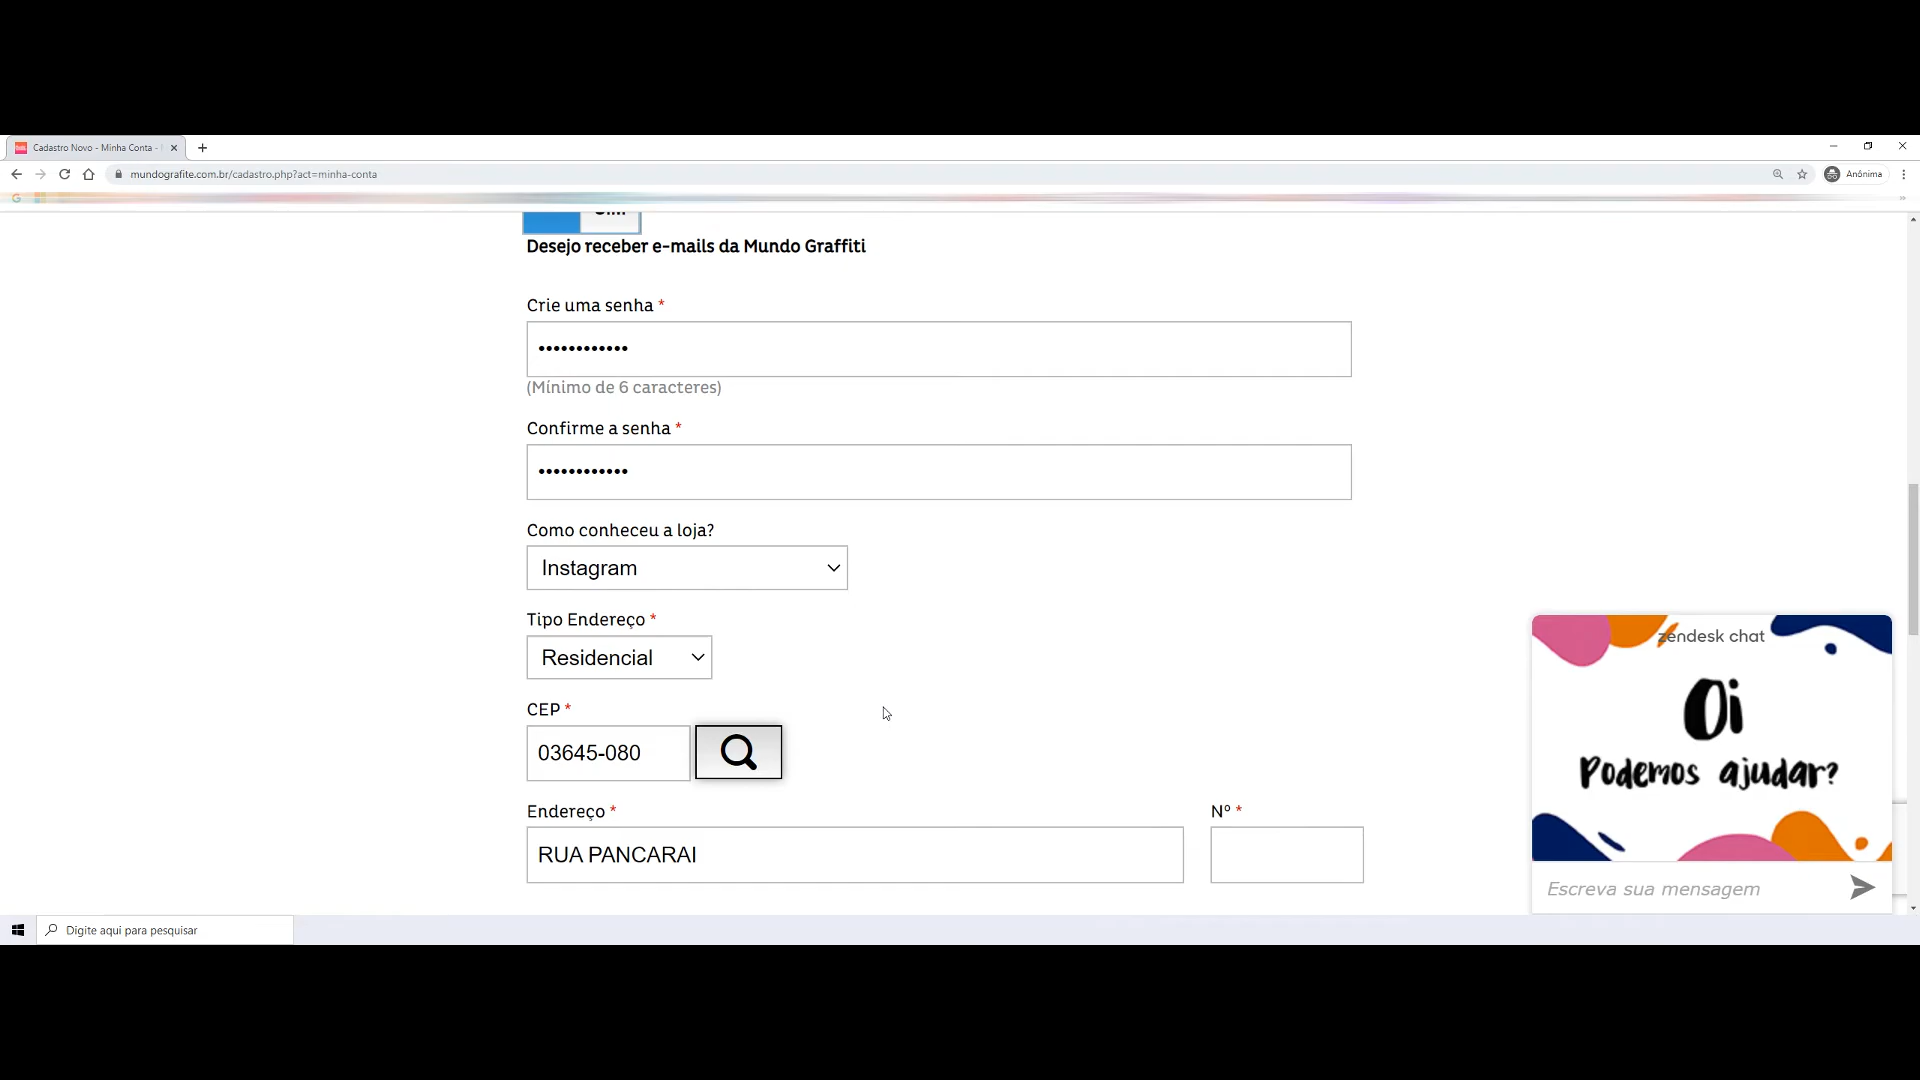 Cadastro Novo - Minha Conta -
mundografite.com.br/cadastro.php?act=minha-conta
Anónima
Desejo receber e-mails da Mundo Graffiti
Crie uma senha *
••••••••••••
(Mínimo de 6 caracteres)
Confirme a senha *
••••••••••••
Como conheceu a loja?
Instagram
Tipo Endereço *
Residencial
CEP *
03645-080
Endereço *
Nº *
RUA PANCARAI
zendesk chat
Oi
Podemos ajudar?
Escreva sua mensagem
Digite aqui para pesquisar